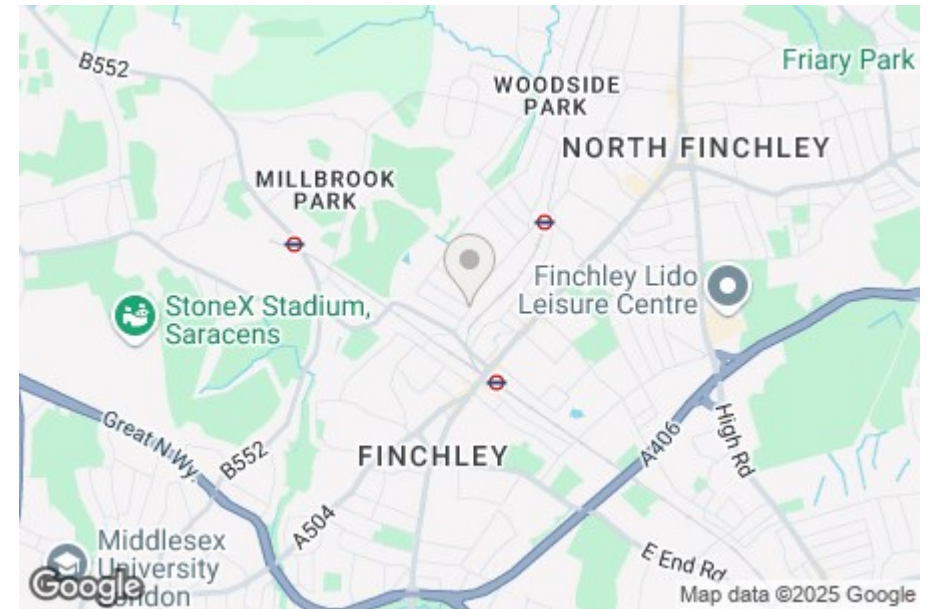 B552
Friary Park
WOODSIDE
PARK
NORTH FINCHLEY
MILLBROOK
PARK
Finchley Lido
Leisure Centre
StoneX Stadium,
Saracens
Great N Wy.
B552
FINCHLEY
A406
High Rd
A504
Middlesex
University
London
E End Rd
Google
Map data ©2025 Google